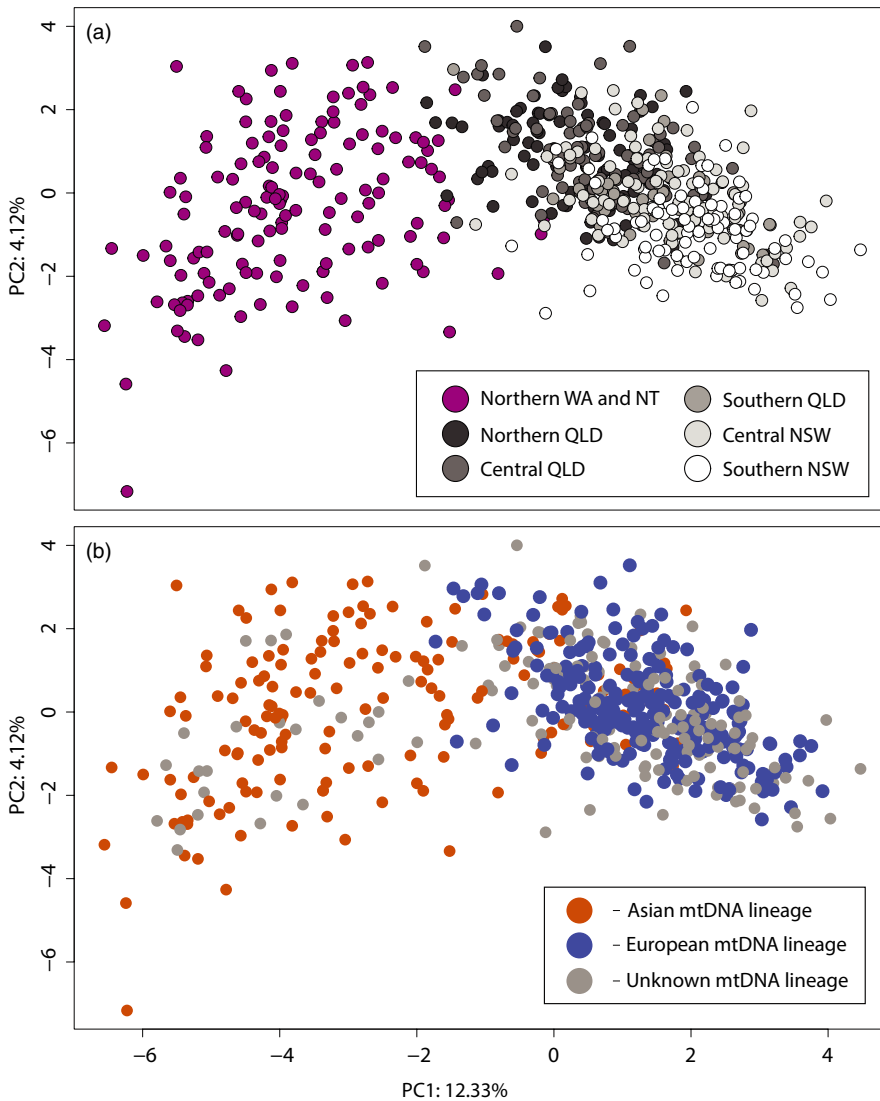 (a)
4
2
0
−2
−4
−6
PC2: 4.12%
Northern WA and NT
Northern QLD
Central QLD
Southern QLD
Central NSW
Southern NSW
(b)
4
2
0
−2
−4
−6
PC2: 4.12%
– Asian mtDNA lineage
– European mtDNA lineage
– Unknown mtDNA lineage
−6 −4 −2 0 2 4
PC1: 12.33%